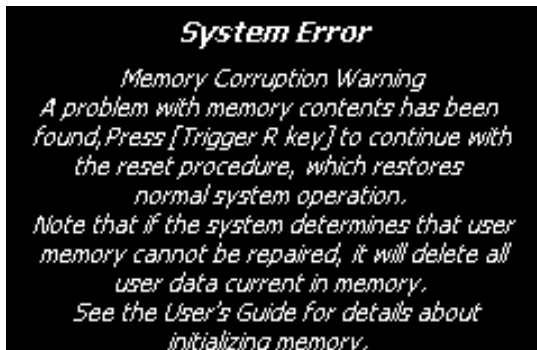 System Error
Memory Corruption Warning
A problem with memory contents has been
found,Press [Trigger R key] to continue with
the reset procedure, which restores
normal system operation.
Note that if the system determines that user
memory cannot be repaired, it will delete all
user data current in memory.
See the User's Guide for details about
initializing memory.